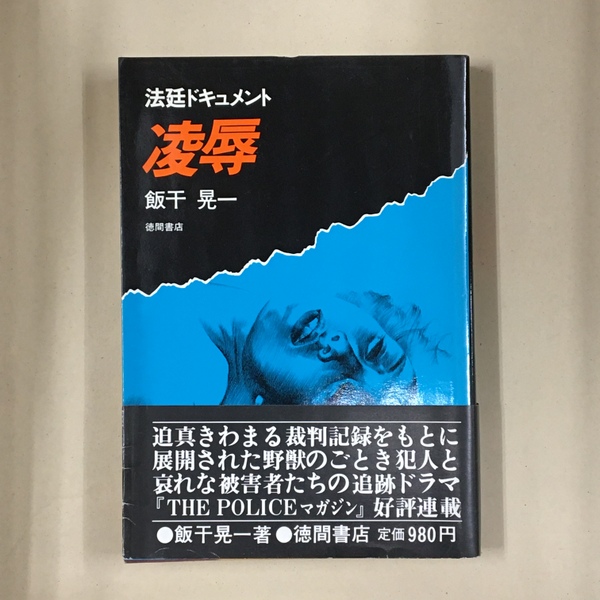 法廷ドキュメント
凌辱
飯干 晃一
徳間書店
迫真きわまる裁判記録をもとに
展開された野獣のごとき犯人と
哀れな被害者たちの追跡ドラマ
『THE POLICEマガジン』好評連載
●飯干晃一著●徳間書店 定価980円